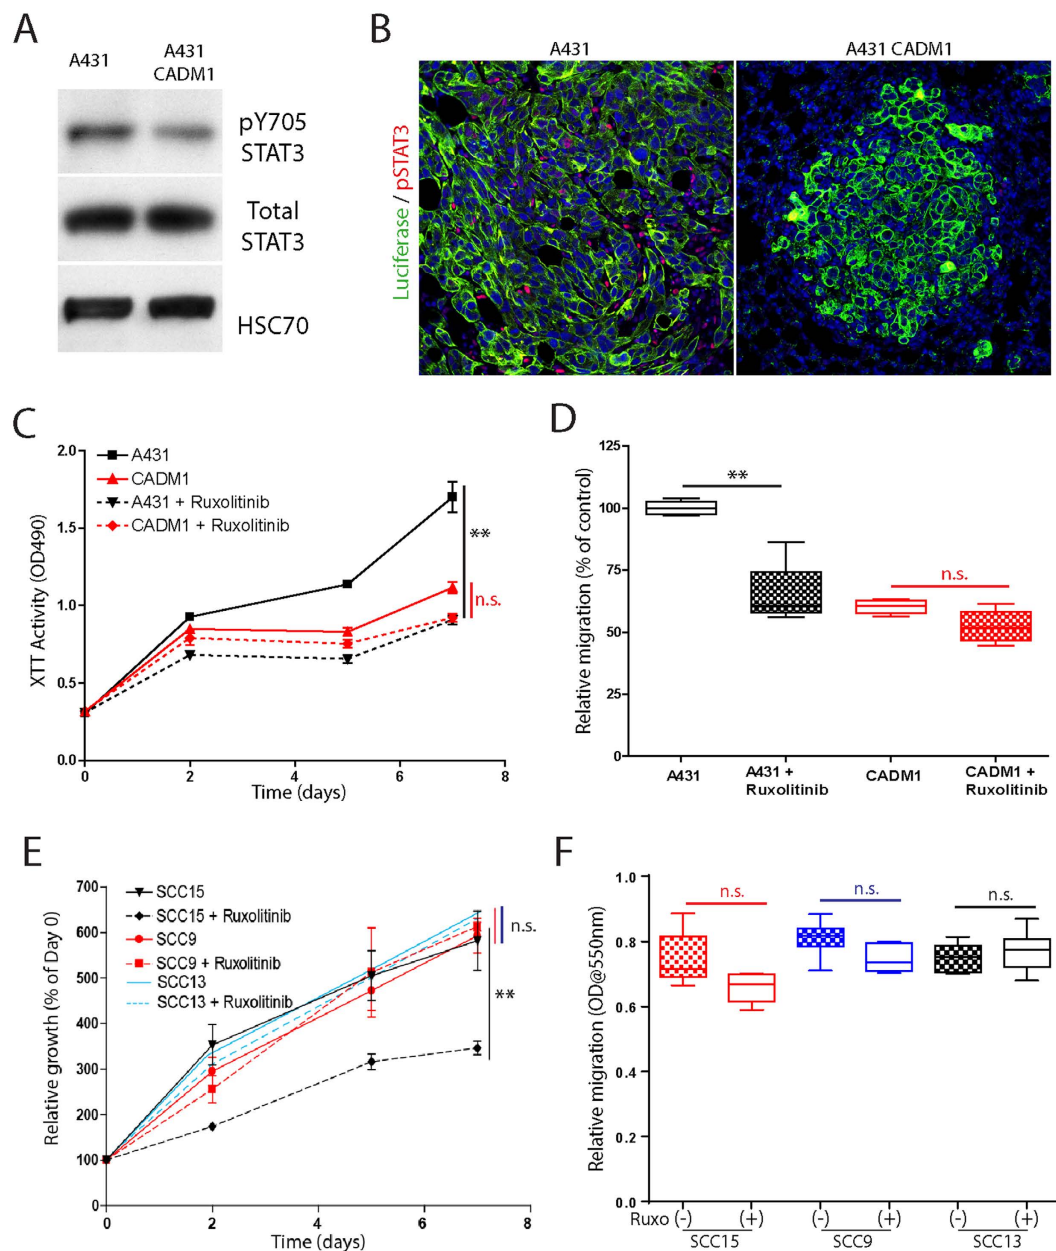 A
A431
A431
CADM1
pY705
STAT3
Total
STAT3
HSC70
B
A431
A431 CADM1
Luciferase / pSTAT3
C
A431
CADM1
A431 + Ruxolitinib
CADM1 + Ruxolitinib
XTT Activity (OD490)
2.0
1.5
1.0
0.5
0.0
**
n.s.
0
2
4
6
8
Time (days)
D
Relative migration (% of control)
125
100
75
50
25
0
**
n.s.
A431
A431 +
Ruxolitinib
CADM1
CADM1 +
Ruxolitinib
E
SCC15
SCC15 + Ruxolitinib
SCC9
SCC9 + Ruxolitinib
SCC13
SCC13 + Ruxolitinib
Relative growth (% of Day 0)
700
600
500
400
300
200
100
0
n.s.
**
0
2
4
6
8
Time (days)
F
Relative migration (OD@550nm)
1.0
0.8
0.6
0.4
0.2
0.0
n.s.
n.s.
n.s.
Ruxo (-) (+) (-) (+) (-) (+)
SCC15 SCC9 SCC13